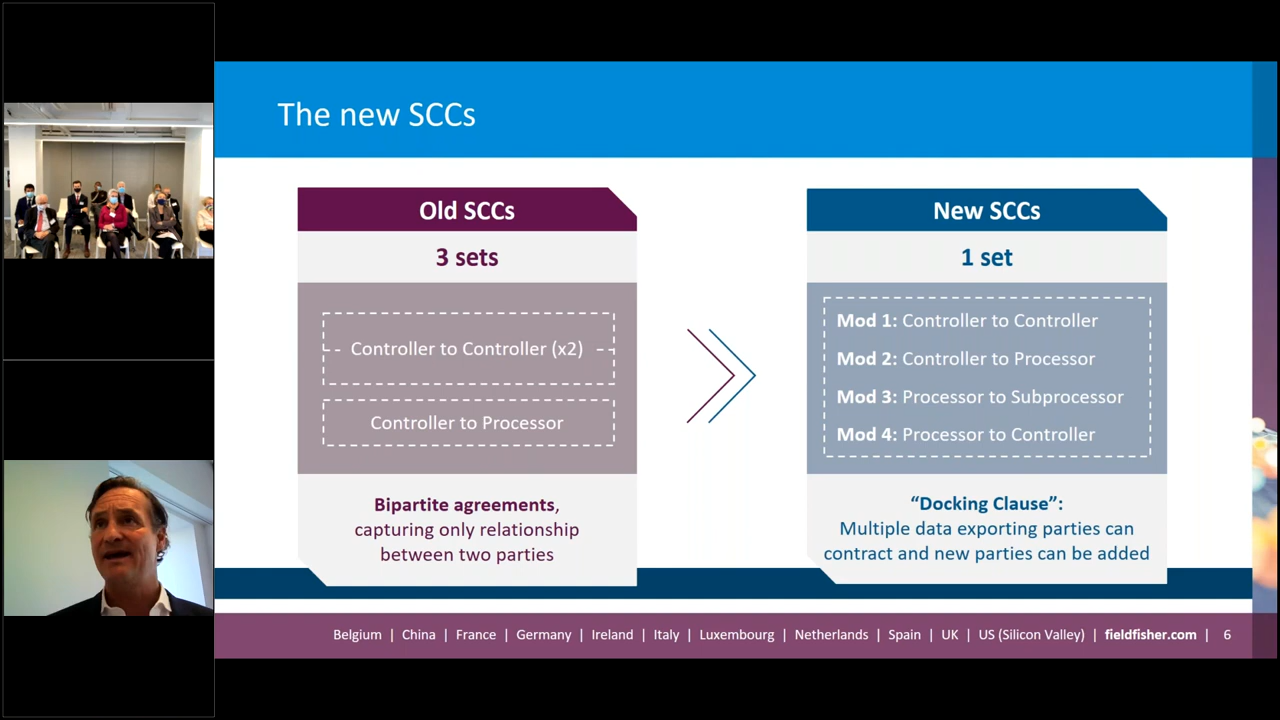 The new SCCs
Old SCCs
3 sets
Controller to Controller (x2)
Controller to Processor
Bipartite agreements,
capturing only relationship
between two parties
New SCCs
1 set
Mod 1: Controller to Controller
Mod 2: Controller to Processor
Mod 3: Processor to Subprocessor
Mod 4: Processor to Controller
“Docking Clause”:
Multiple data exporting parties can
contract and new parties can be added
Belgium | China | France | Germany | Ireland | Italy | Luxembourg | Netherlands | Spain | UK | US (Silicon Valley) | fieldfisher.com | 6